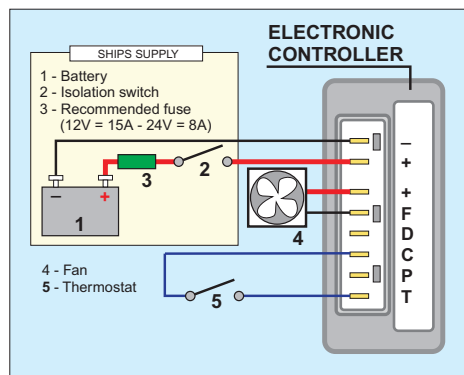 ELECTRONIC
CONTROLLER
SHIPS SUPPLY
1 - Battery
2 - Isolation switch
3 - Recommended fuse
(12V = 15A - 24V = 8A)
3
2
– +
1
4
4 - Fan
5 - Thermostat
5
–
+
+
F
D
C
P
T